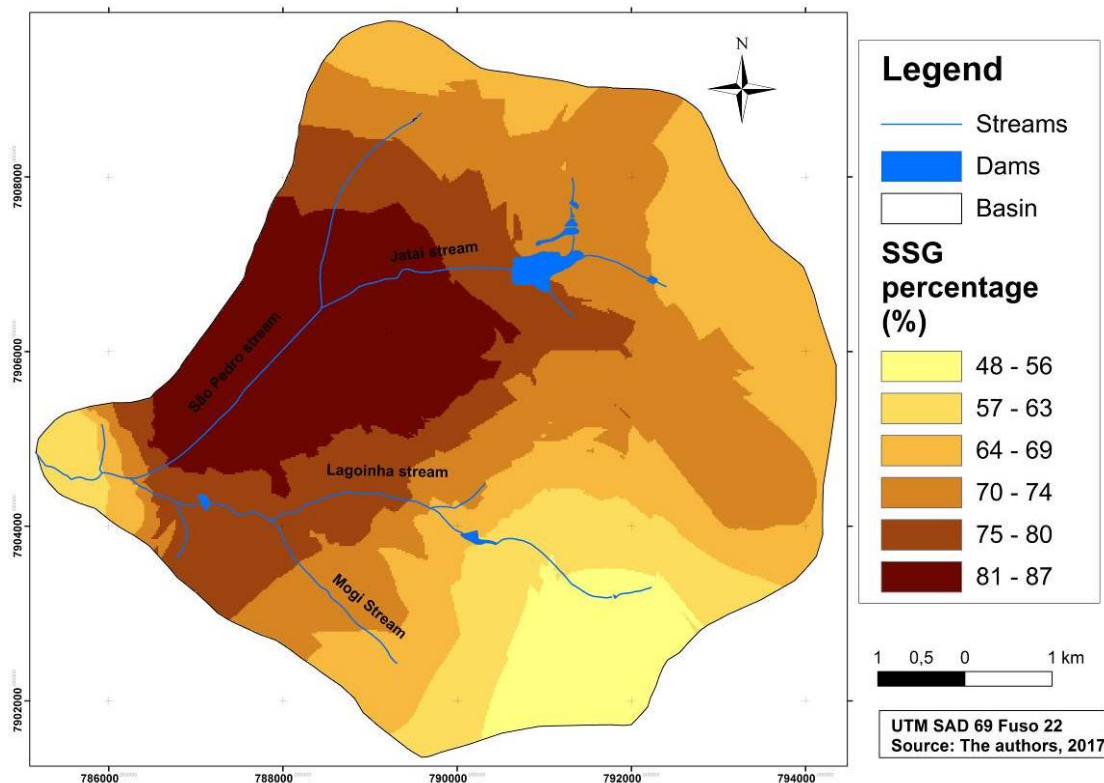 N
Jatai stream
São Pedro stream
Lagoinha stream
Mogi Stream
7908000
7906000
7904000
7902000
786000
788000
790000
792000
794000
Legend
Streams
Dams
Basin
SSG
percentage
(%)
48 - 56
57 - 63
64 - 69
70 - 74
75 - 80
81 - 87
1 0,5 0 1 km
UTM SAD 69 Fuso 22
Source: The authors, 2017